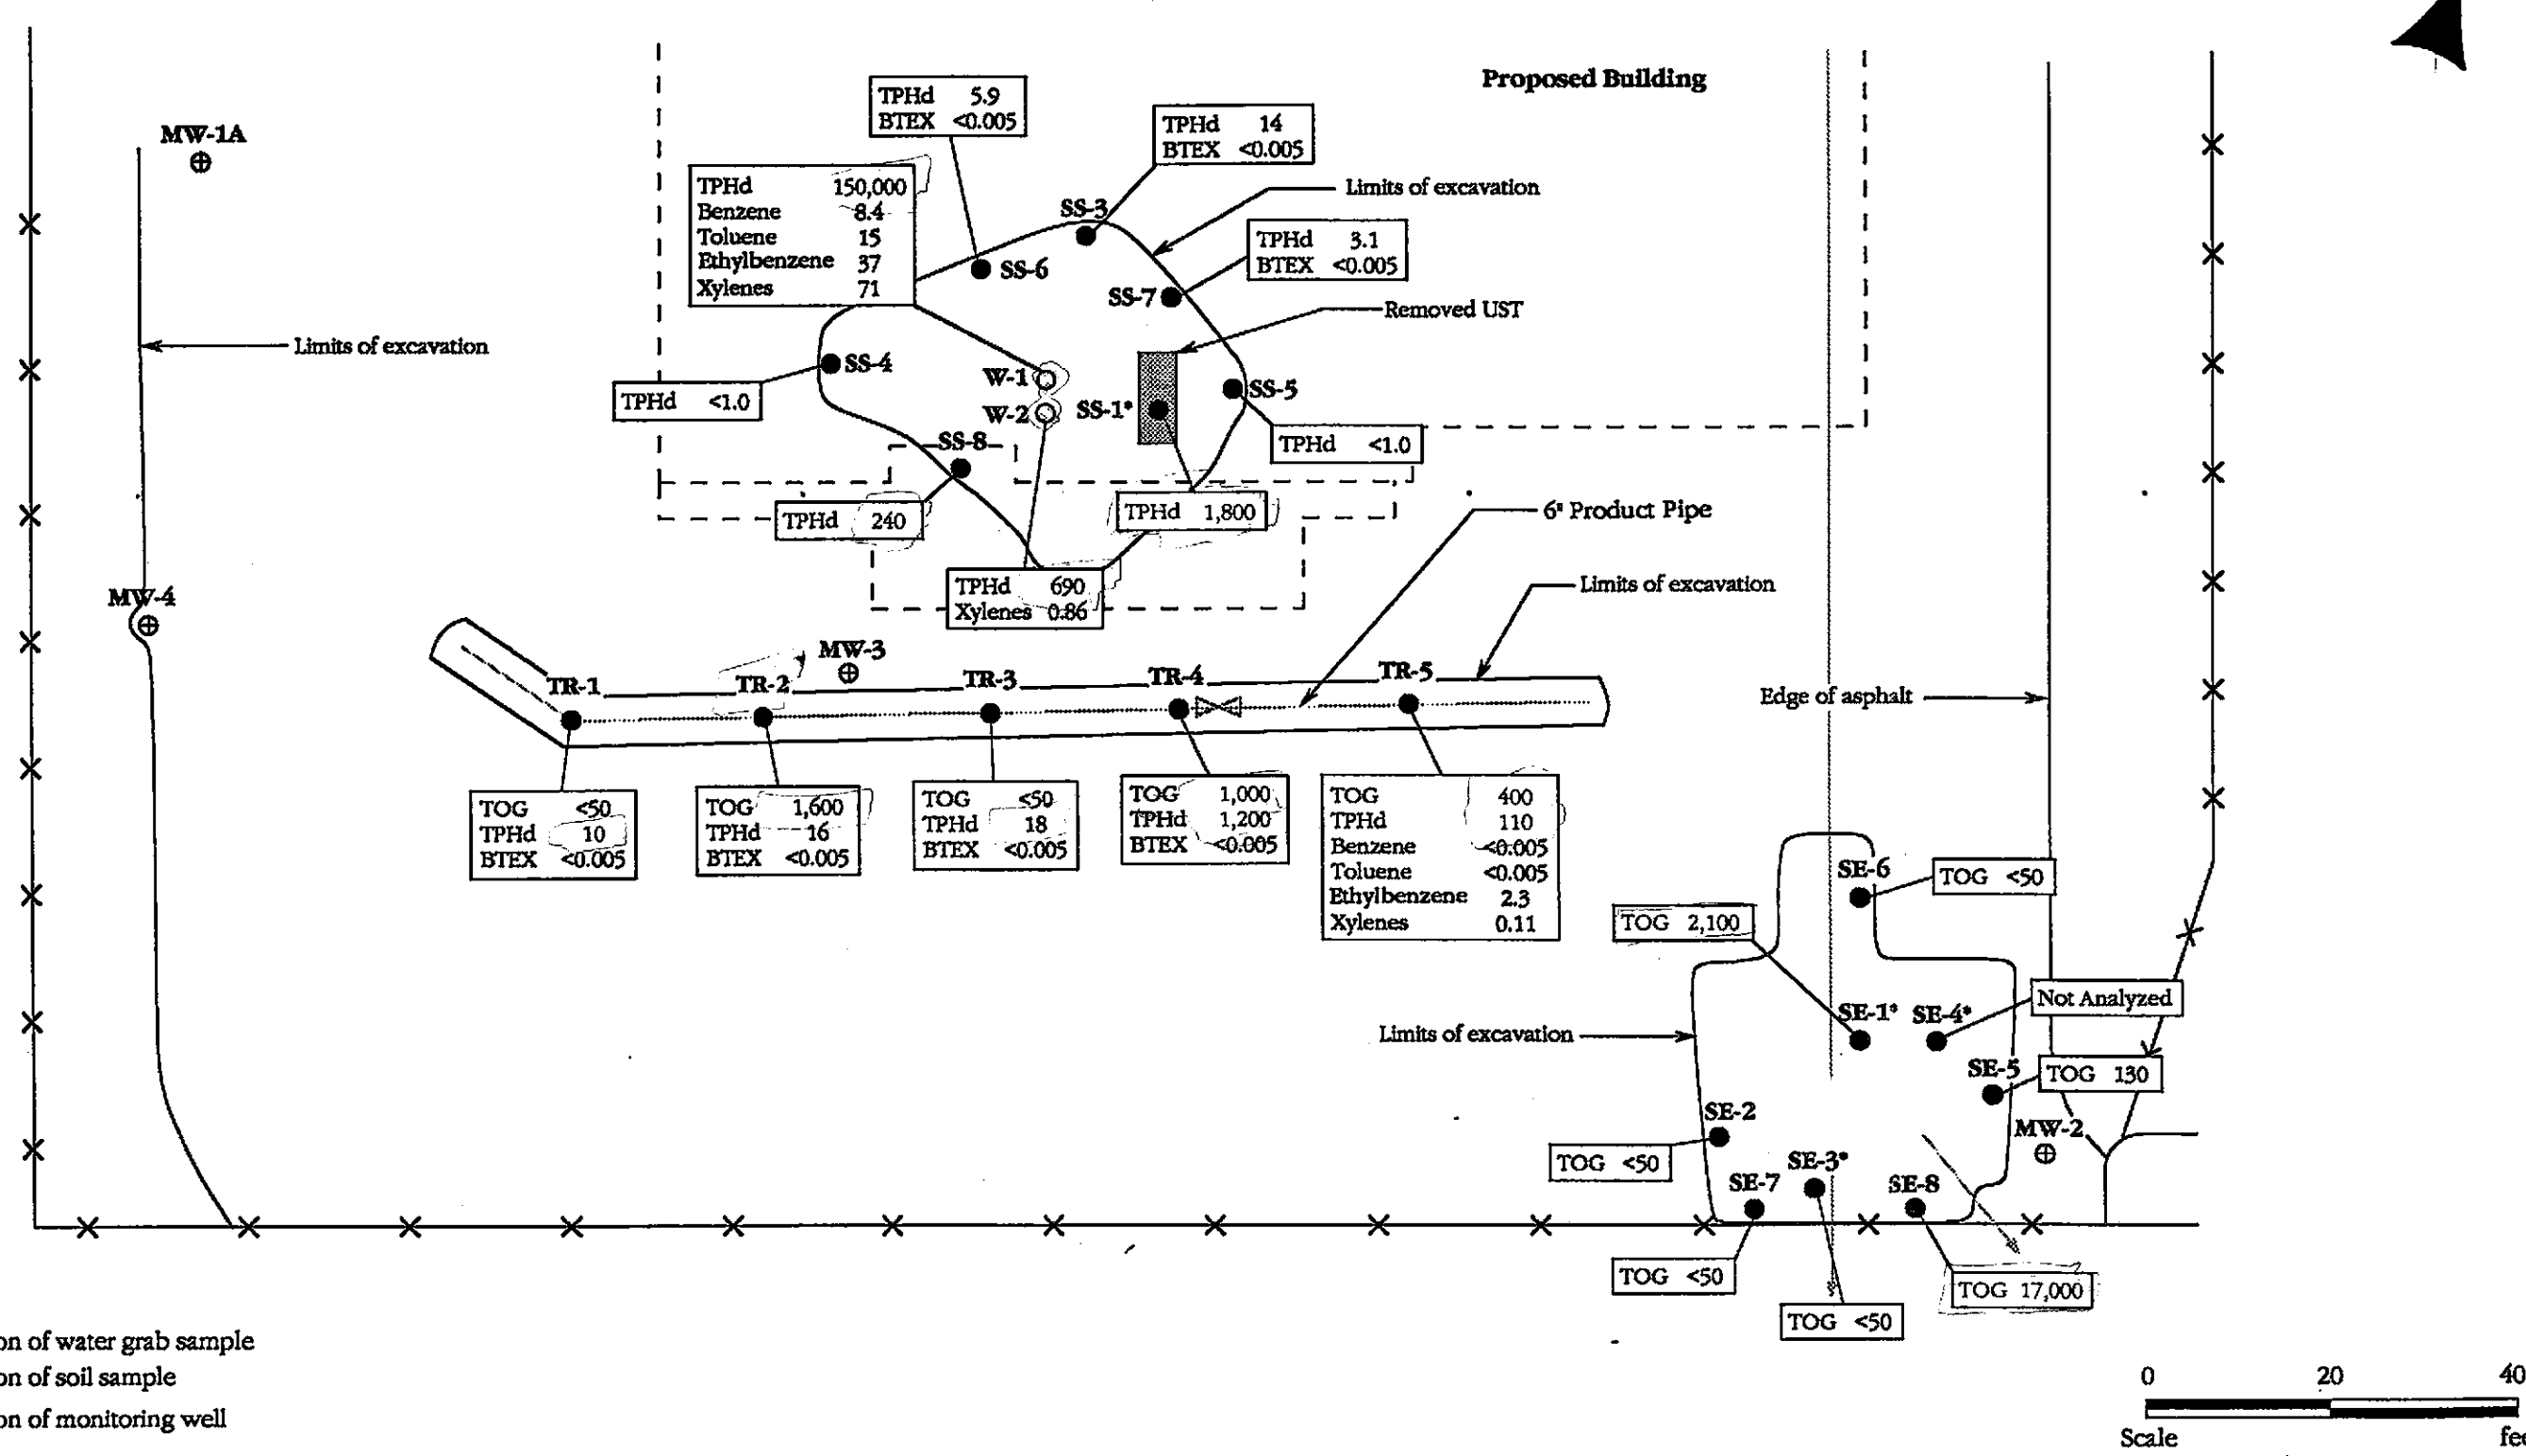 Proposed Building
TPHd 5.9
BTEX <0.005
TPHd 14
BTEX <0.005
MW-1A
TPHd 150,000
Benzene 8.4
Toluene 15
Ethylbenzene 37
Xylenes 71
Limits of excavation
SS-3
TPHd 3.1
BTEX <0.005
SS-6
SS-7
Removed UST
Limits of excavation
SS-4
W-1
SS-5
TPHd <1.0
W-2
SS-1*
SS-8
TPHd <1.0
TPHd 240
TPHd 1,800
6" Product Pipe
TPHd 690
Xylenes 0.86
Limits of excavation
MW-4
MW-3
TR-1
TR-2
TR-3
TR-4
TR-5
Edge of asphalt
TOG <50
TPHd 10
BTEX <0.005
TOG 1,600
TPHd 16
BTEX <0.005
TOG <50
TPHd 18
BTEX <0.005
TOG 1,000
TPHd 1,200
BTEX <0.005
TOG 400
TPHd 110
Benzene <0.005
Toluene <0.005
Ethylbenzene 2.3
Xylenes 0.11
SE-6
TOG <50
TOG 2,100
Not Analyzed
SE-1*
SE-4*
Limits of excavation
SE-5
TOG 130
SE-2
MW-2
TOG <50
SE-3*
SE-7
SE-8
TOG <50
TOG 17,000
TOG <50
on of water grab sample
on of soil sample
on of monitoring well
0 20 40
Scale fee